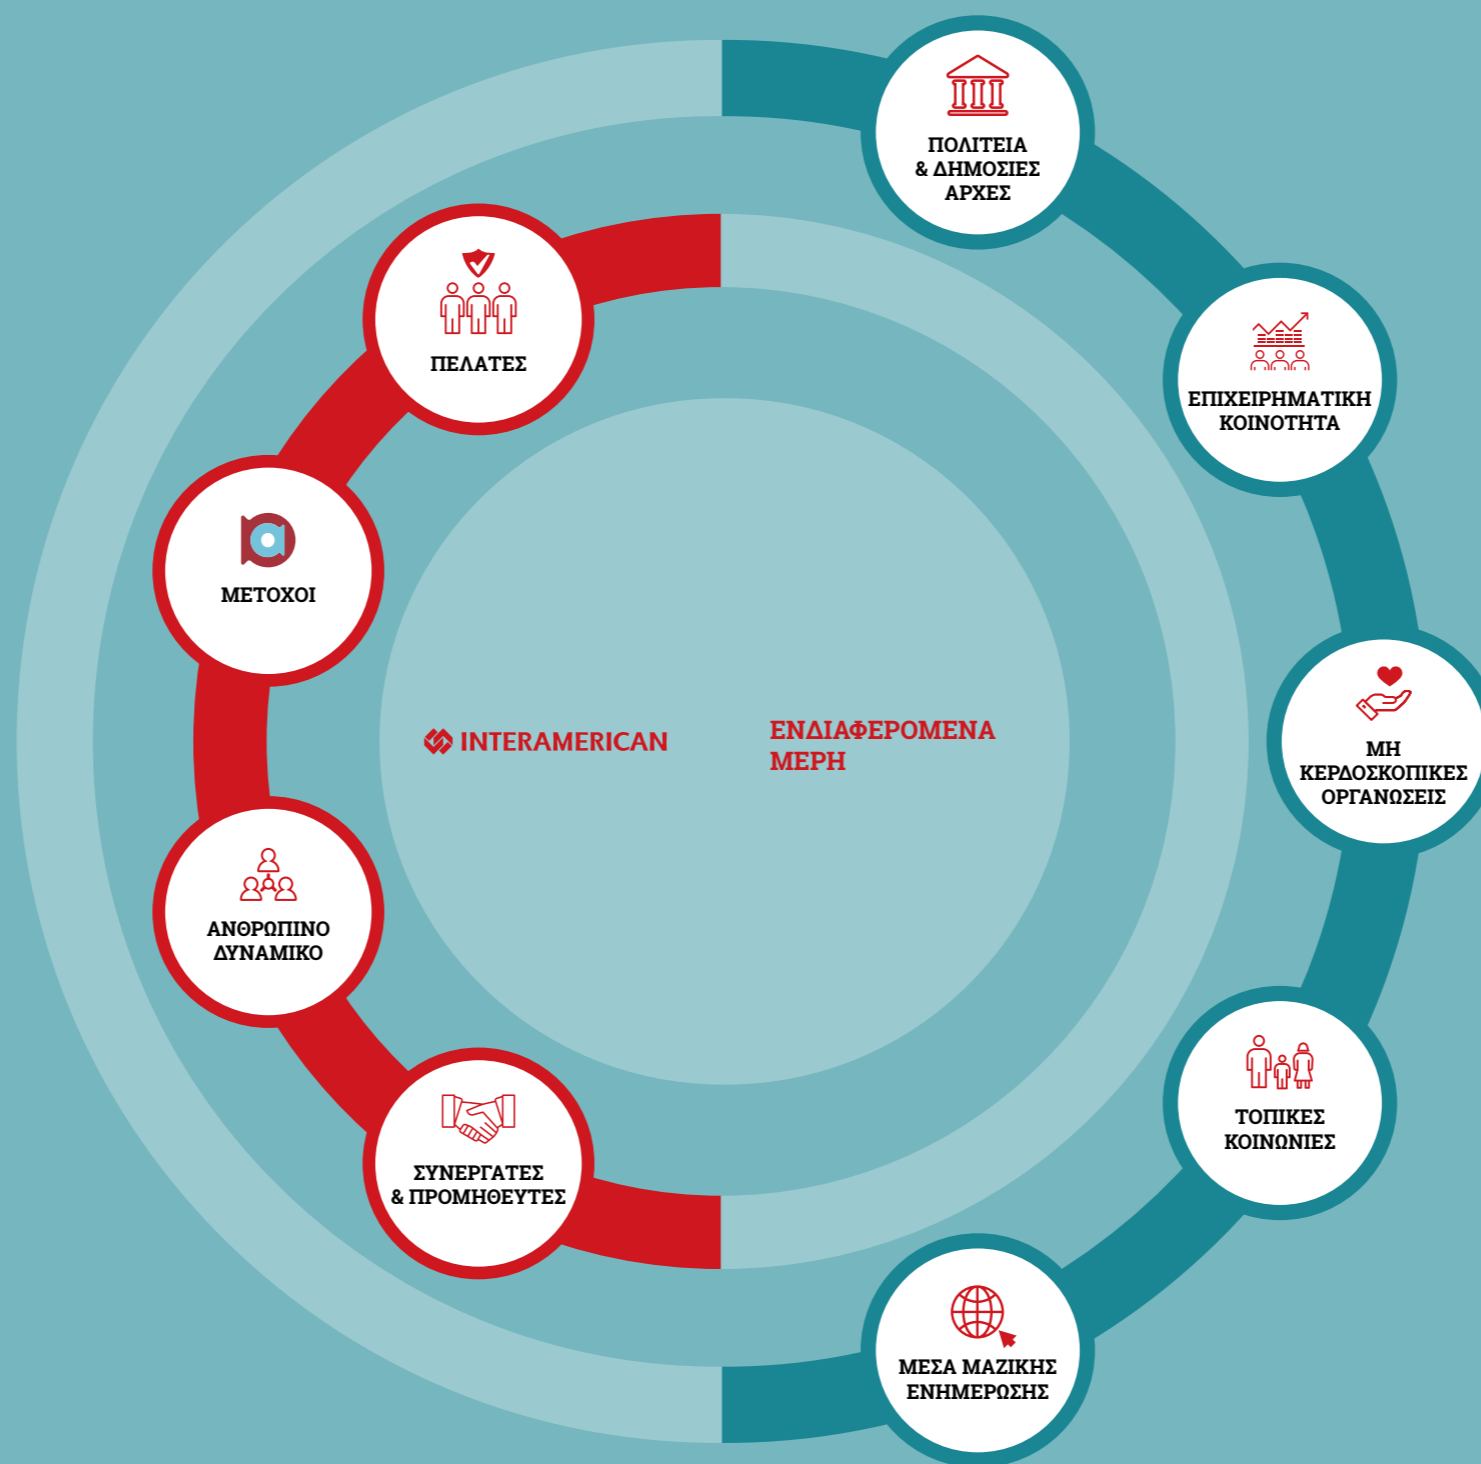 ΠΟΛΙΤΕΙΑ
& ΔΗΜΟΣΙΕΣ
ΑΡΧΕΣ
ΠΕΛΑΤΕΣ
ΕΠΙΧΕΙΡΗΜΑΤΙΚΗ
ΚΟΙΝΟΤΗΤΑ
ΜΕΤΟΧΟΙ
INTERAMERICAN
ΕΝΔΙΑΦΕΡΟΜΕΝΑ
ΜΕΡΗ
ΜΗ
ΚΕΡΔΟΣΚΟΠΙΚΕΣ
ΟΡΓΑΝΩΣΕΙΣ
ΑΝΘΡΩΠΙΝΟ
ΔΥΝΑΜΙΚΟ
ΤΟΠΙΚΕΣ
ΚΟΙΝΩΝΙΕΣ
ΣΥΝΕΡΓΑΤΕΣ
& ΠΡΟΜΗΘΕΥΤΕΣ
ΜΕΣΑ ΜΑΖΙΚΗΣ
ΕΝΗΜΕΡΩΣΗΣ